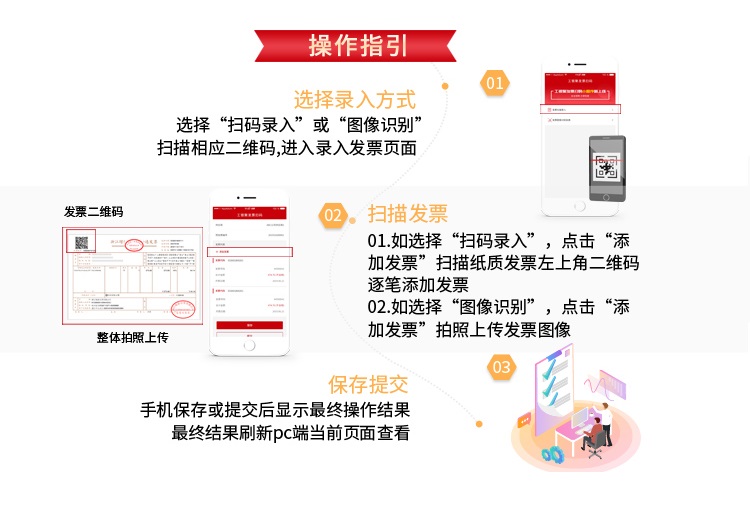 操作指引
01
选择录入方式
选择“扫码录入”或“图像识别”
扫描相应二维码,进入录入发票页面
发票二维码
整体拍照上传
02
扫描发票
01.如选择“扫码录入”，点击“添
加发票”扫描纸质发票左上角二维码
逐笔添加发票
02.如选择“图像识别”，点击“添
加发票”拍照上传发票图像
03
保存提交
手机保存或提交后显示最终操作结果
最终结果刷新pc端当前页面查看